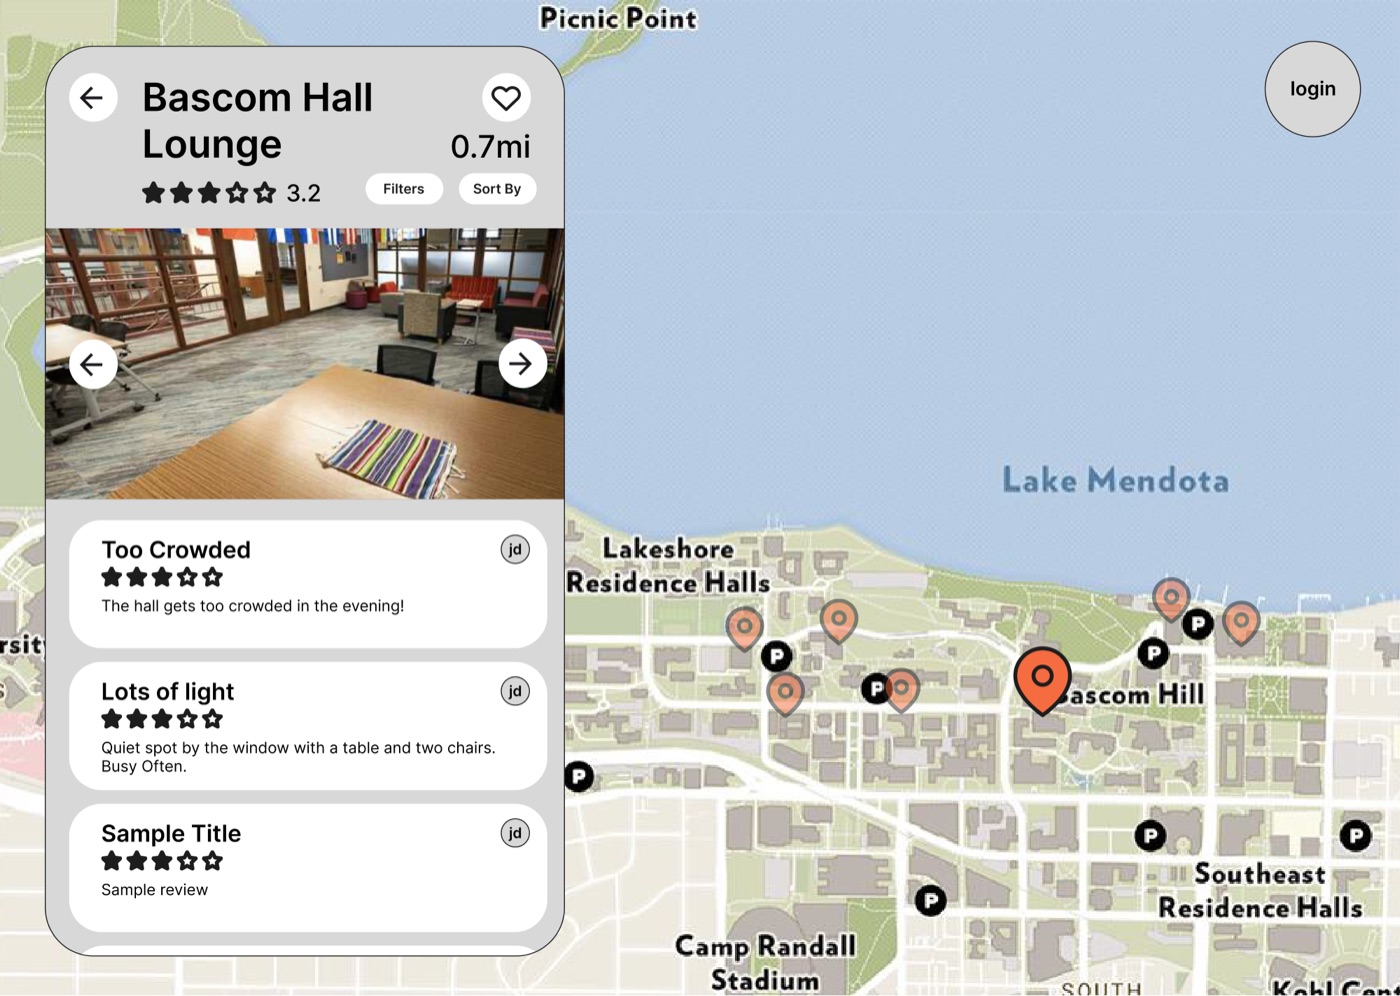 Picnic Point
login
Bascom Hall
Lounge
0.7mi
3.2
Filters
Sort By
Too Crowded
jd
The hall gets too crowded in the evening!
Lots of light
jd
Quiet spot by the window with a table and two chairs.
Busy Often.
Sample Title
jd
Sample review
Lake Mendota
Lakeshore
Residence Halls
P
P
P
P
ascom Hill
P
P
P
P
Southeast
Residence Halls
Camp Randall
Stadium
SOUTH